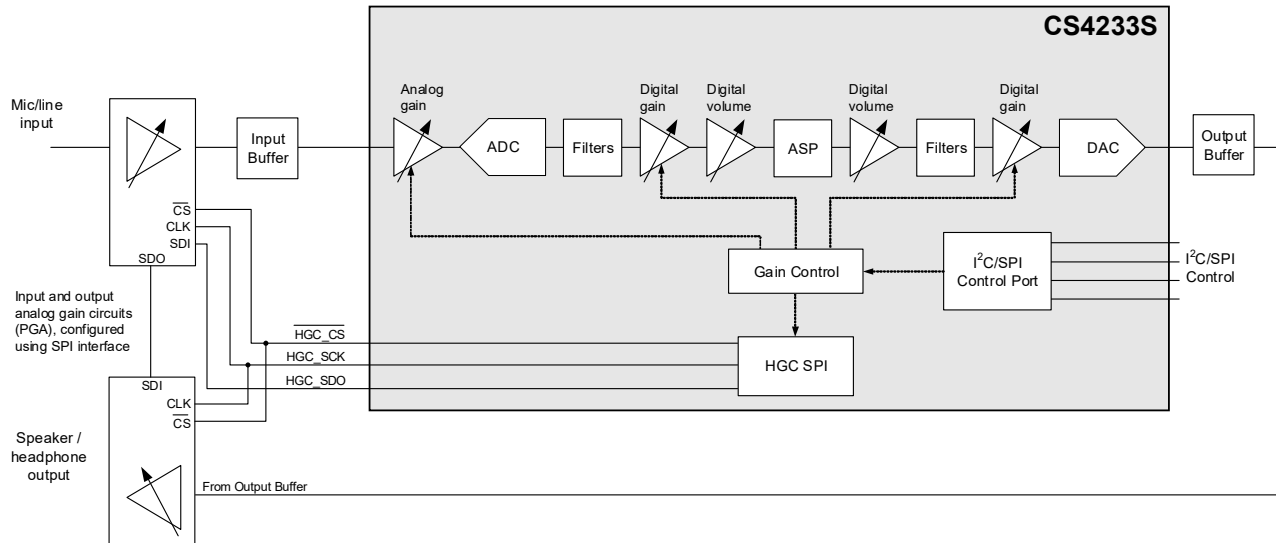 CS4233S
Mic/line
input
Analog
gain
Digital
gain
Digital
volume
Digital
volume
Digital
gain
Input
Buffer
ADC
Filters
ASP
Filters
DAC
Output
Buffer
CS
CLK
SDI
SDO
Gain Control
I²C/SPI
Control Port
I²C/SPI
Control
Input and output
analog gain circuits
(PGA), configured
using SPI interface
HGC_CS
HGC_SCK
HGC_SDO
HGC SPI
SDI
CLK
CS
Speaker /
headphone
output
From Output Buffer